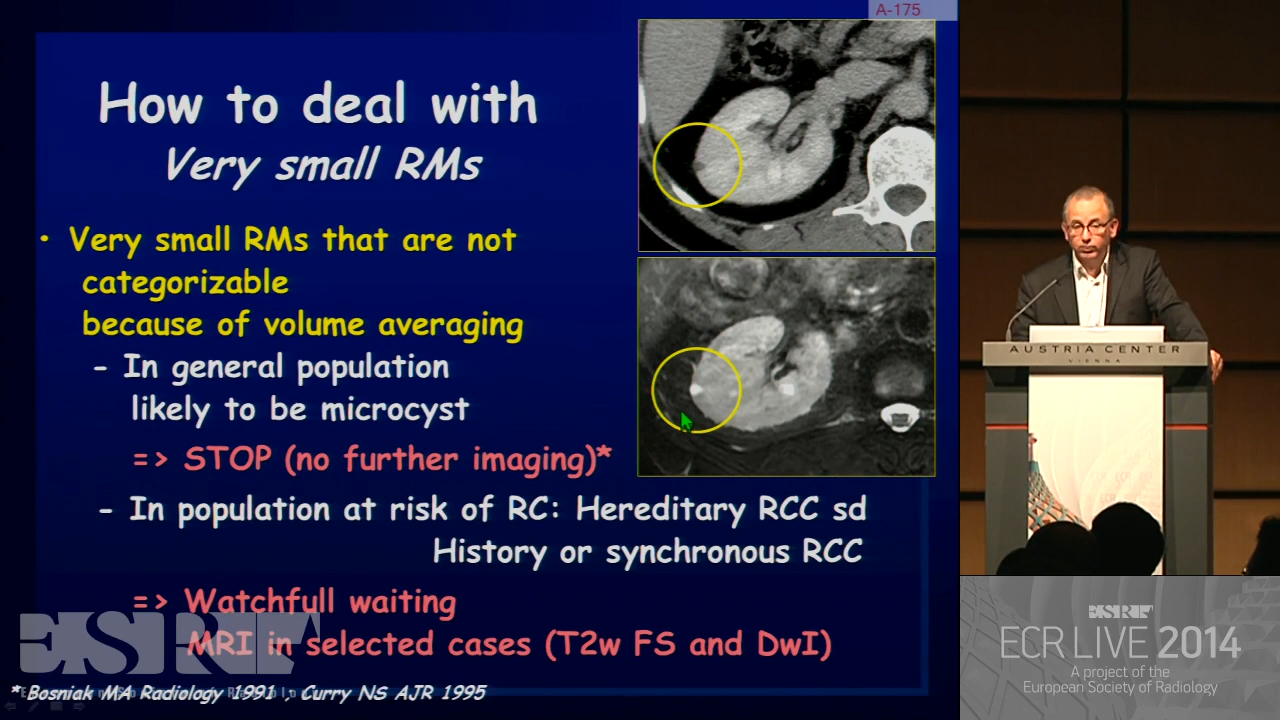 A-175
How to deal with
Very small RMs
• Very small RMs that are not
categorizable
because of volume averaging
- In general population
likely to be microcyst
=> STOP (no further imaging)*
- In population at risk of RC: Hereditary RCC sd
History or synchronous RCC
=> Watchfull waiting
MRI in selected cases (T2w FS and DwI)
*Bosniak MA Radiology 1991 ; Curry NS AJR 1995
ESR
AUSTRIA CENTER
VIENNA
ESR
ECR LIVE 2014
A project of the
European Society of Radiology